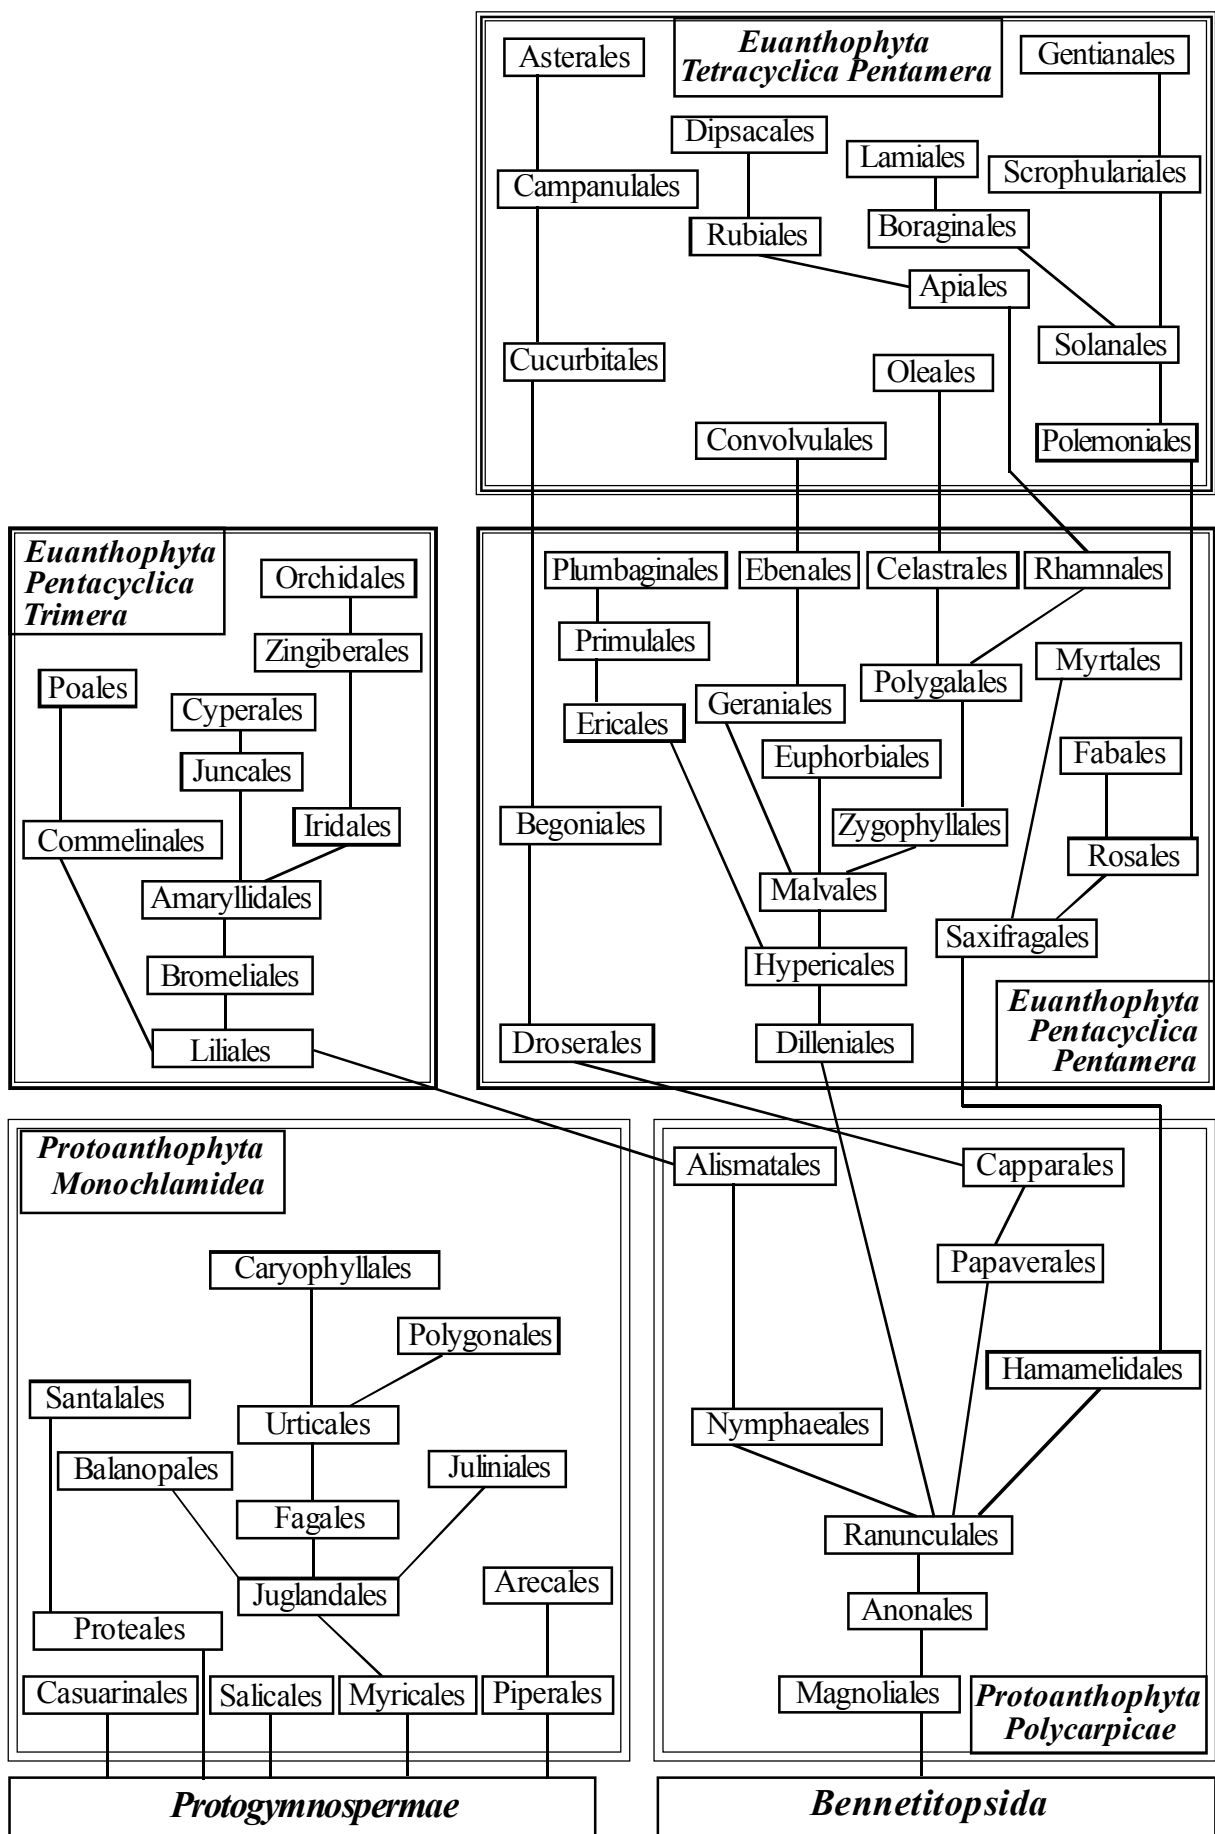 Euanthophyta
Tetracyclica Pentamera
Asterales
Gentianales
Dipsacales
Lamiales
Scrophulariales
Campanulales
Rubiales
Boraginales
Apiales
Solanales
Cucurbitales
Oleales
Convolvulales
Polemoniales
Euanthophyta
Pentacyclica
Trimera
Orchidales
Zingiberales
Poales
Cyperales
Juncales
Iridales
Commelinales
Amaryllidales
Bromeliales
Liliales
Plumbaginales
Ebenales
Celastrales
Rhamnales
Primulales
Myrtales
Polygalales
Geraniales
Ericales
Euphorbiales
Fabales
Begoniales
Zygophyllales
Rosales
Malvales
Saxifragales
Hypericales
Euanthophyta
Pentacyclica
Pentamera
Droserales
Dilleniales
Protoanthophyta
Monochlamidea
Caryophyllales
Polygonales
Santalales
Urticales
Balanopales
Juliniales
Fagales
Juglandales
Arecales
Proteales
Casuarinales
Salicales
Myricales
Piperales
Alismatales
Capparales
Papaverales
Hamamelidales
Nymphaeales
Ranunculales
Anonales
Magnoliales
Protoanthophyta
Polycarpicae
Protogymnospermae
Bennetitopsida